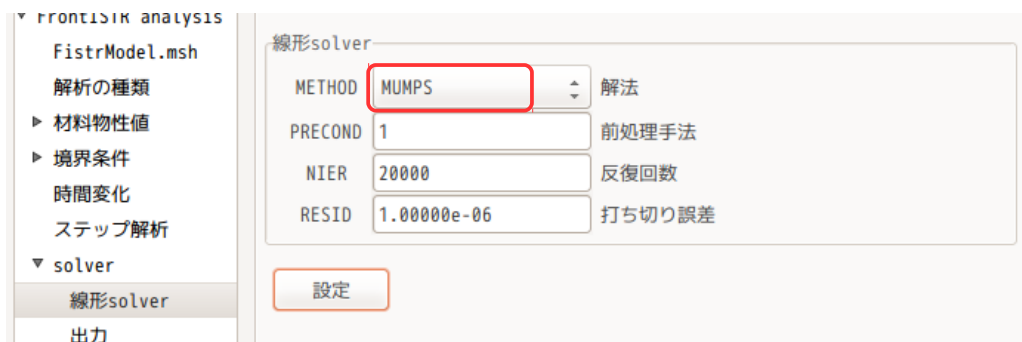 FrontISTR analysis
FistrModel.msh
解析の種類
材料物性値
境界条件
時間変化
ステップ解析
solver
線形solver
出力
線形solver
METHOD MUMPS 解法
PRECOND 1 前処理手法
NIER 20000 反復回数
RESID 1.00000e-06 打ち切り誤差
設定